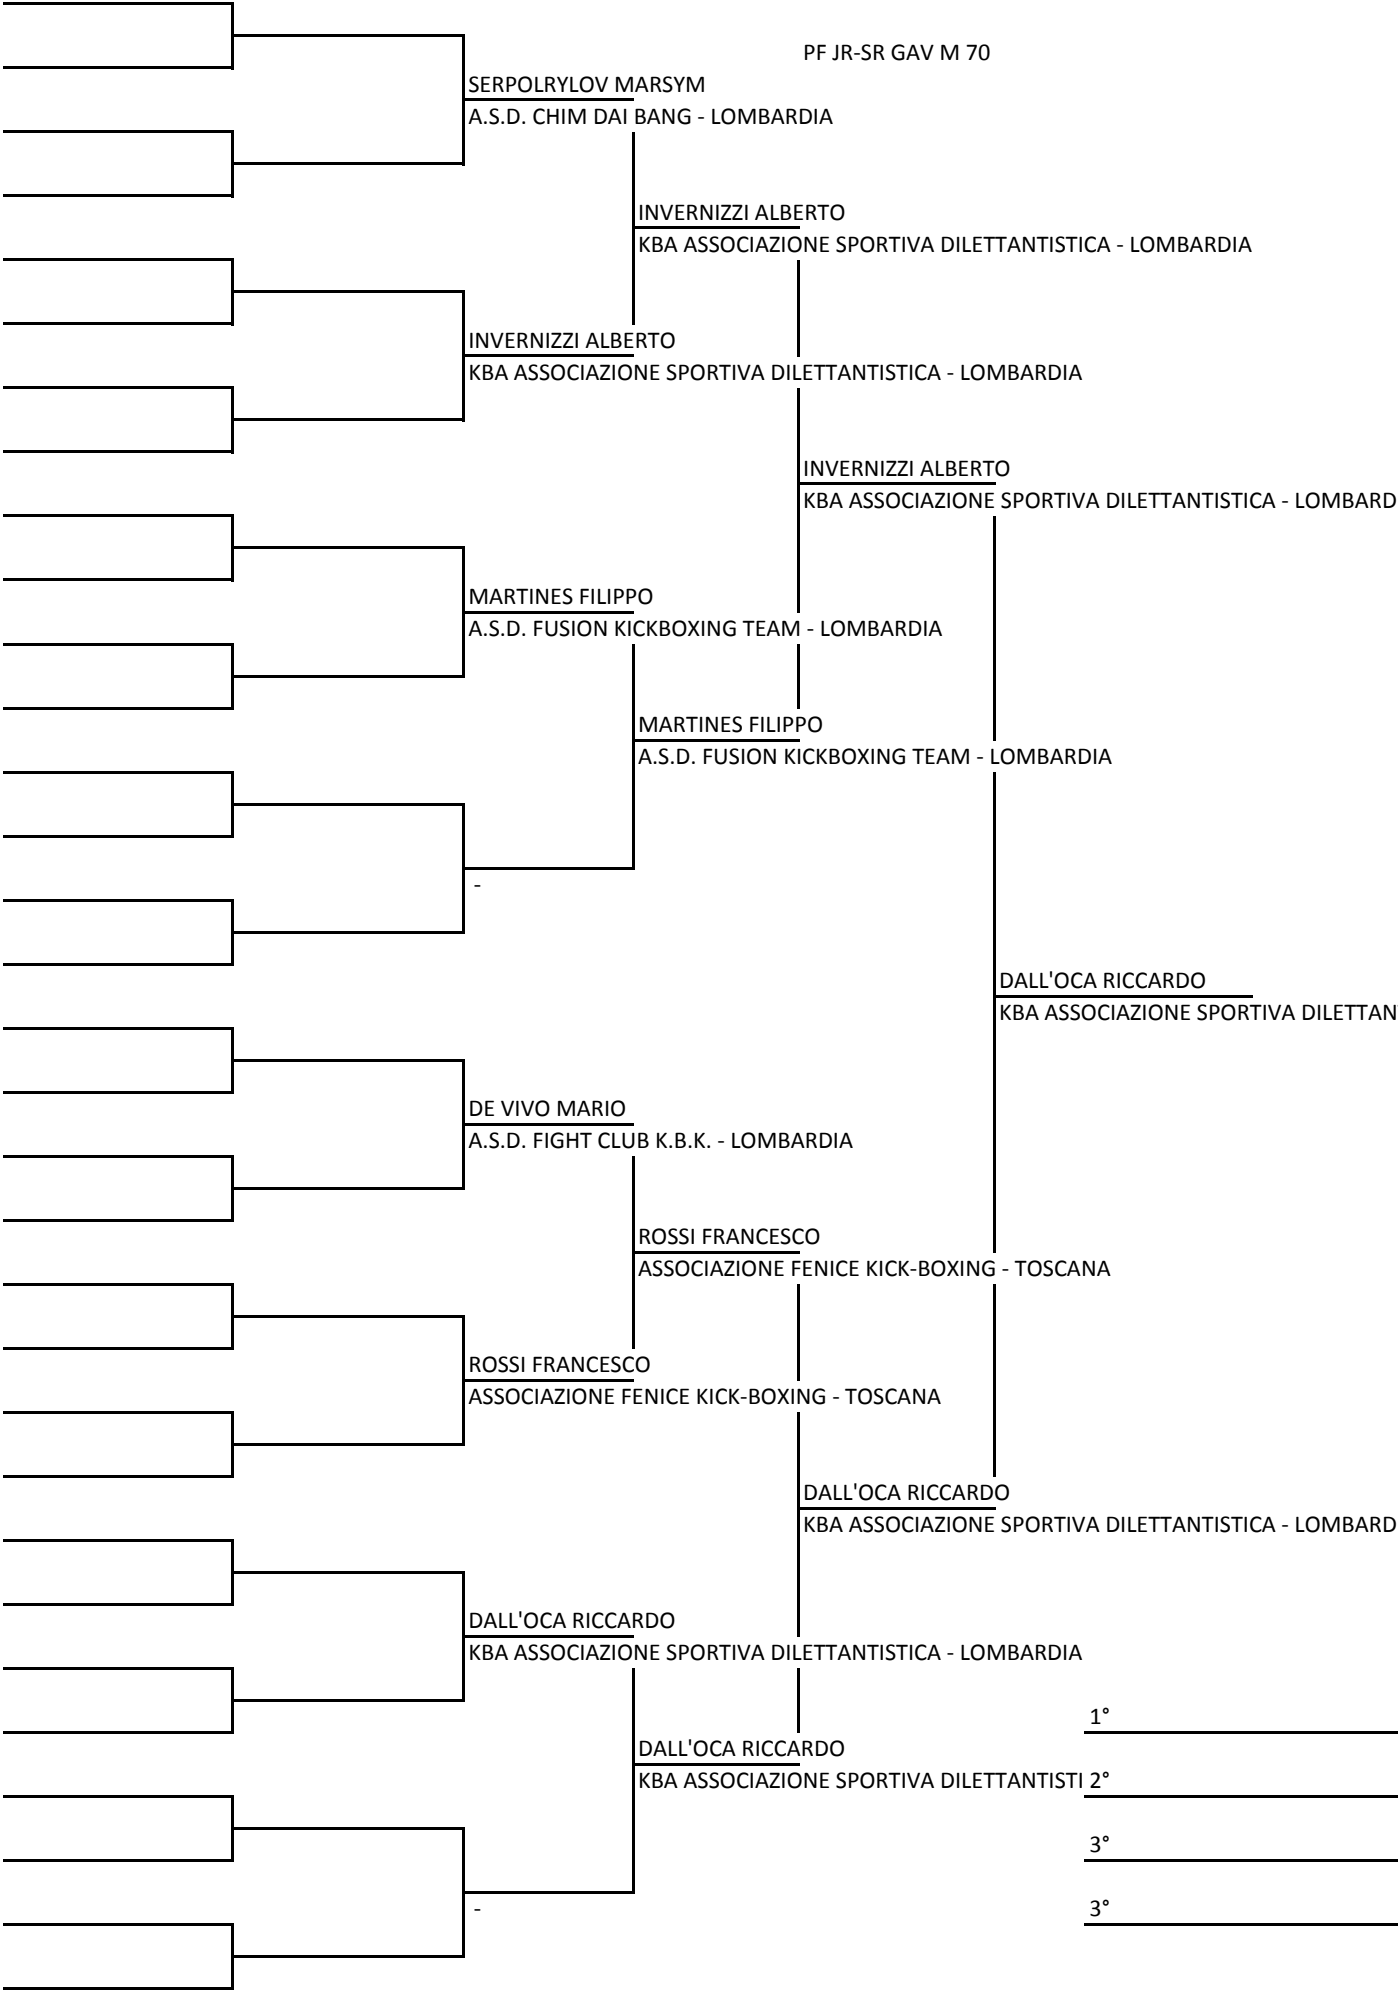 PF JR-SR GAV M 70
SERPOLRYLOV MARSYM
A.S.D. CHIM DAI BANG - LOMBARDIA
INVERNIZZI ALBERTO
KBA ASSOCIAZIONE SPORTIVA DILETTANTISTICA - LOMBARDIA
INVERNIZZI ALBERTO
KBA ASSOCIAZIONE SPORTIVA DILETTANTISTICA - LOMBARDIA
INVERNIZZI ALBERTO
KBA ASSOCIAZIONE SPORTIVA DILETTANTISTICA - LOMBARD
MARTINES FILIPPO
A.S.D. FUSION KICKBOXING TEAM - LOMBARDIA
MARTINES FILIPPO
A.S.D. FUSION KICKBOXING TEAM - LOMBARDIA
-
DALL'OCA RICCARDO
KBA ASSOCIAZIONE SPORTIVA DILETTAN
DE VIVO MARIO
A.S.D. FIGHT CLUB K.B.K. - LOMBARDIA
ROSSI FRANCESCO
ASSOCIAZIONE FENICE KICK-BOXING - TOSCANA
ROSSI FRANCESCO
ASSOCIAZIONE FENICE KICK-BOXING - TOSCANA
DALL'OCA RICCARDO
KBA ASSOCIAZIONE SPORTIVA DILETTANTISTICA - LOMBARD
DALL'OCA RICCARDO
KBA ASSOCIAZIONE SPORTIVA DILETTANTISTICA - LOMBARDIA
1°
DALL'OCA RICCARDO
KBA ASSOCIAZIONE SPORTIVA DILETTANTISTI 2°
3°
-
3°